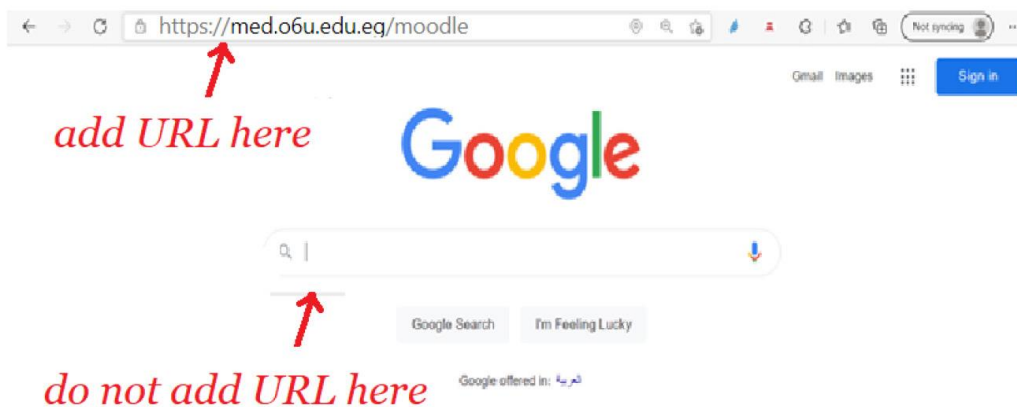 https://med.o6u.edu.eg/moodle
Not syncing
Gmail Images
Sign in
add URL here
Google
Google Search
I'm Feeling Lucky
do not add URL here
Google offered in: العربية